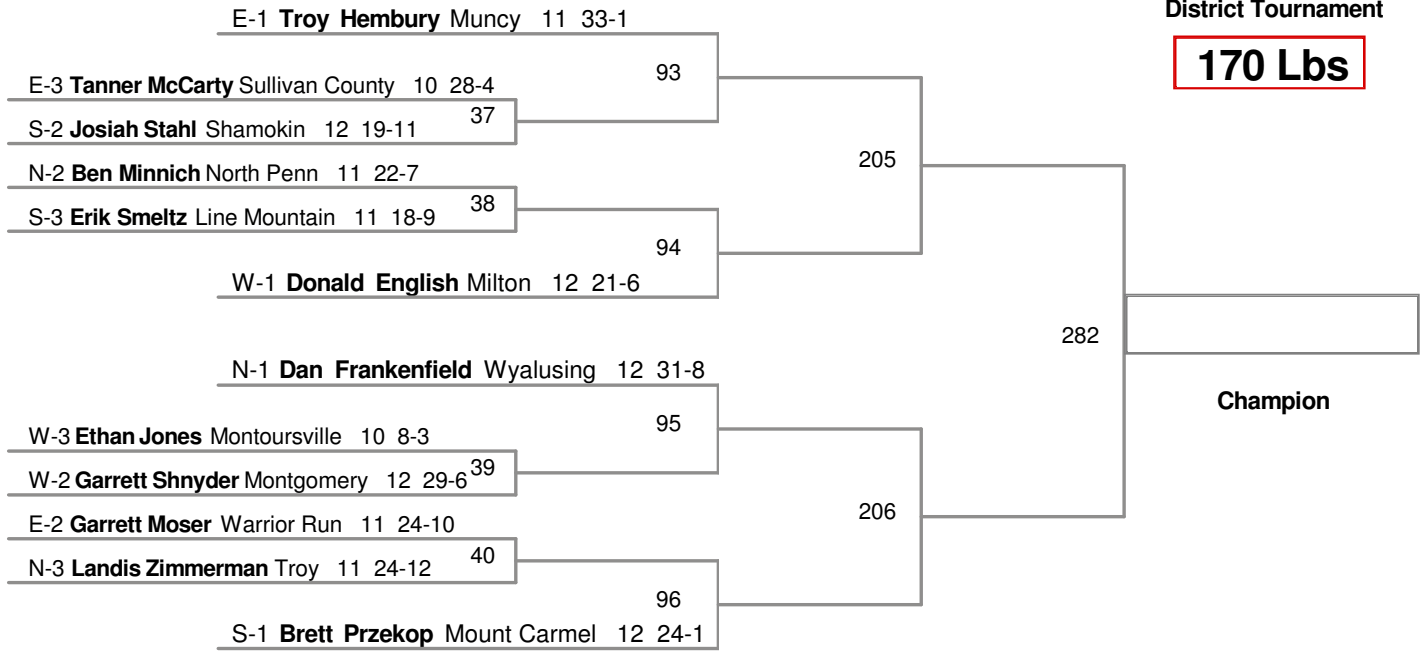 District Tournament
170 Lbs
E-1 Troy Hembury Muncy 11 33-1
93
E-3 Tanner McCarty Sullivan County 10 28-4
37
S-2 Josiah Stahl Shamokin 12 19-11
205
N-2 Ben Minnich North Penn 11 22-7
38
S-3 Erik Smeltz Line Mountain 11 18-9
94
W-1 Donald English Milton 12 21-6
282
N-1 Dan Frankenfield Wyalusing 12 31-8
Champion
95
W-3 Ethan Jones Montoursville 10 8-3
39
W-2 Garrett Shnyder Montgomery 12 29-6
206
E-2 Garrett Moser Warrior Run 11 24-10
40
N-3 Landis Zimmerman Troy 11 24-12
96
S-1 Brett Przekop Mount Carmel 12 24-1